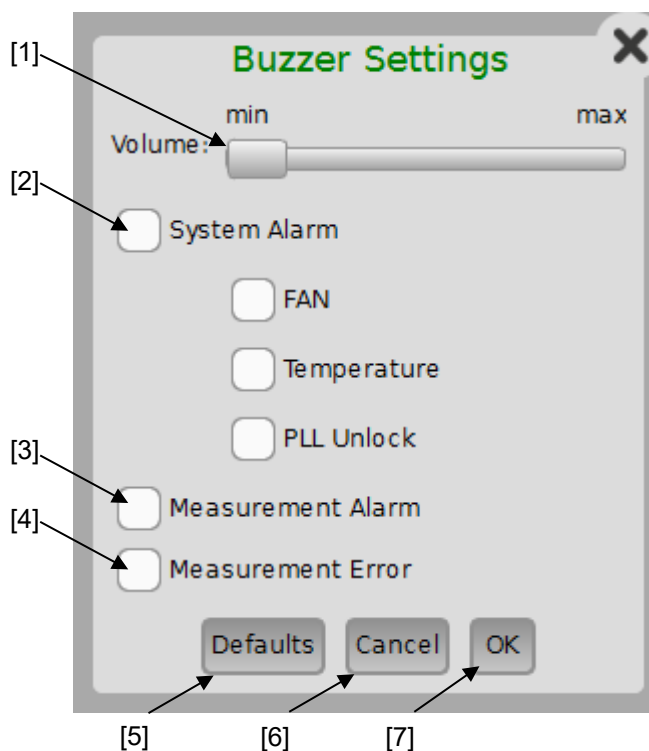 [1]
Buzzer Settings
min max
Volume:
[2]
System Alarm
FAN
Temperature
PLL Unlock
[3]
Measurement Alarm
[4]
Measurement Error
Defaults Cancel OK
[5] [6] [7]